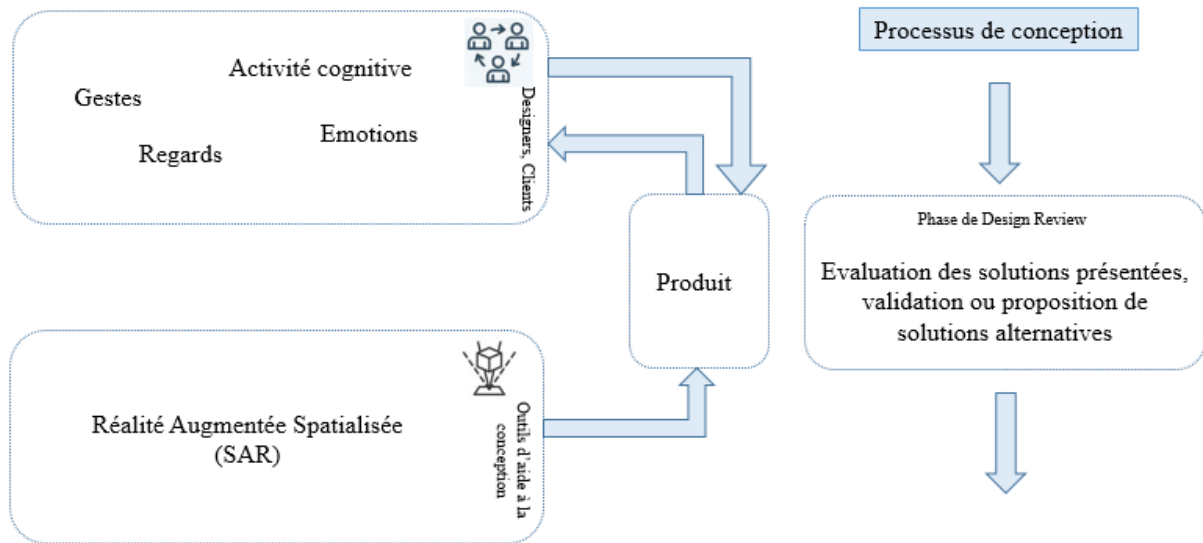 Activité cognitive
Gestes
Emotions
Regards
Designers, Clients
Réalité Augmentée Spatialisée
(SAR)
Outils d'aide à la
conception
Produit
Processus de conception
Phase de Design Review
Evaluation des solutions présentées,
validation ou proposition de
solutions alternatives